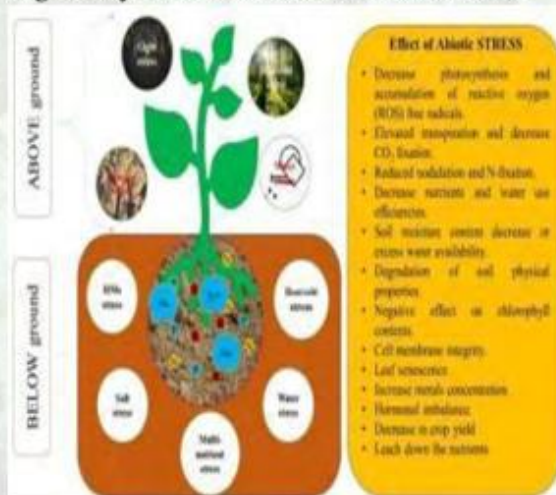 ABOVE ground
BELOW ground
Light
stress
HMs
stress
Salt
stress
Multi-
nutrient
stress
Water
stress
stress
Effect of Abiotic STRESS
• Decrease photosynthesis and
accumulation of reactive oxygen
(ROS) free radicals.
• Elevated transpiration and decrease
CO₂ fixation.
• Reduced nodulation and N-fixation.
• Decrease nutrients and water use
efficiencies.
• Soil moisture content decrease or
excess water availability.
• Degradation of soil physical
properties.
• Negative effect on chlorophyll
contents.
• Cell membrane integrity.
• Leaf senescence.
• Increase metals concentration
• Hormonal imbalance
• Decrease in crop yield
• Leach down the nutrients